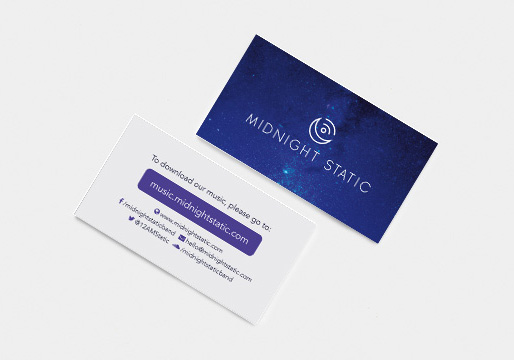 MIDNIGHT STATIC
To download our music, please go to:
music.midnightstatic.com
www.midnightstatic.com
/midnightstaticband hello@midnightstatic.com
@12AMStatic /midnightstaticband